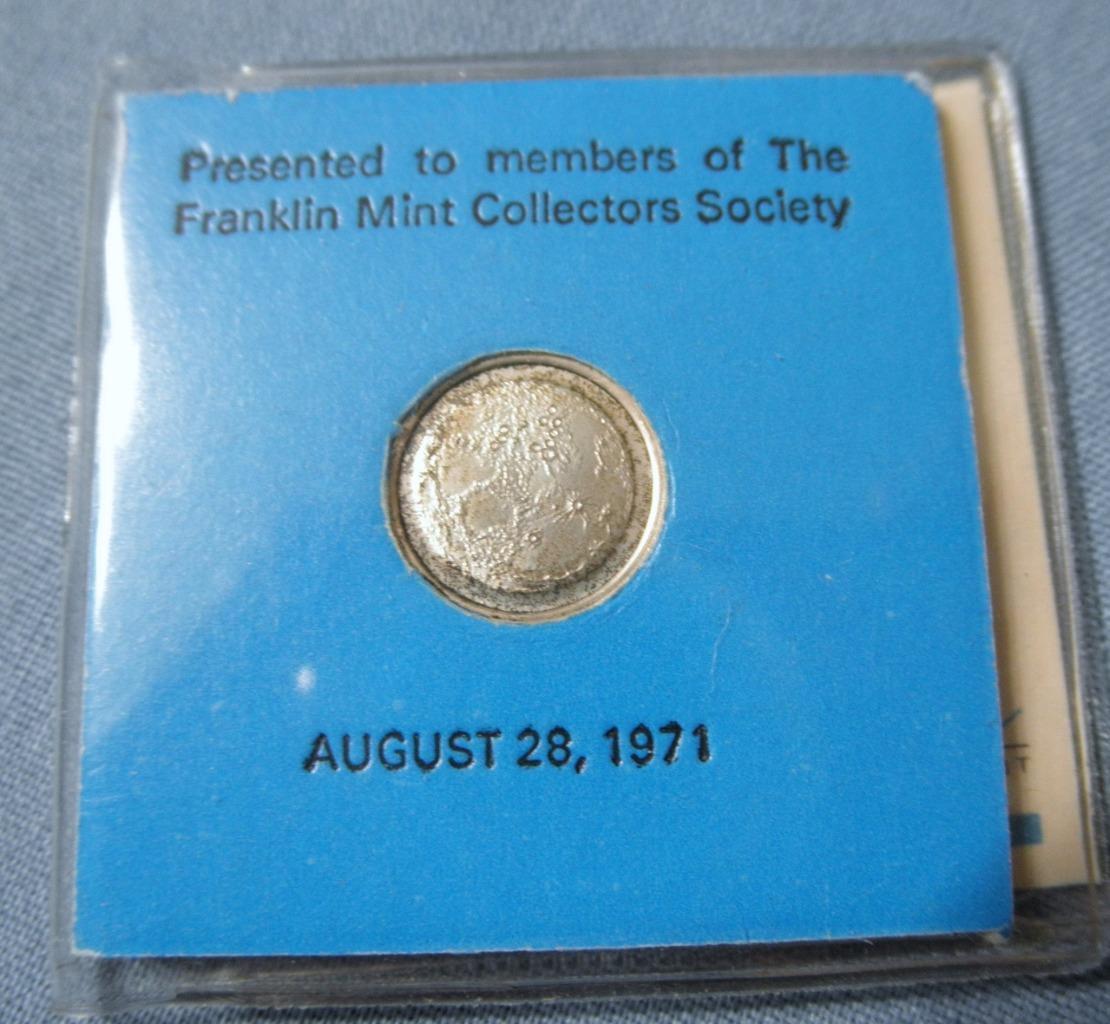 Presented to members of The
Franklin Mint Collectors Society
AUGUST 28, 1971